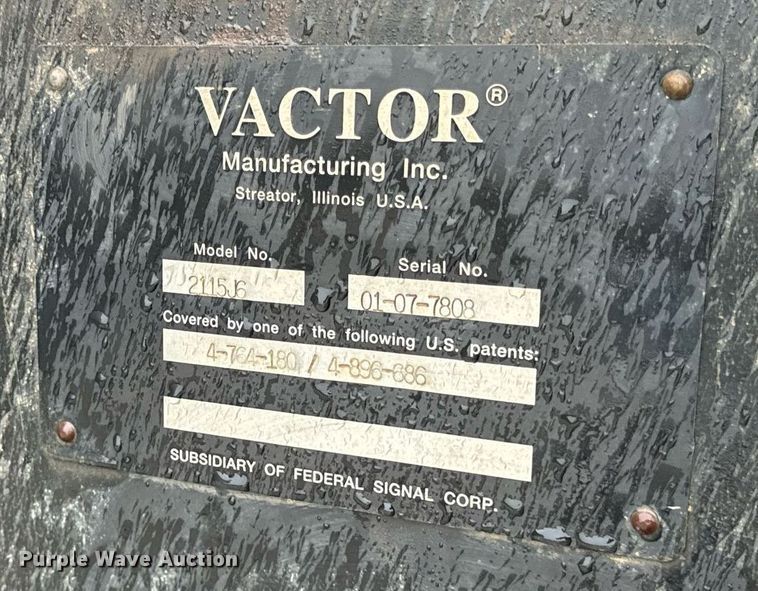 VACTOR®
Manufacturing Inc.
Streator, Illinois U.S.A.
Model No. Serial No.
2115J6 01-07-7808
Covered by one of the following U.S. patents:
4-764-180 / 4-896-686
SUBSIDIARY OF FEDERAL SIGNAL CORP.
Purple Wave Auction